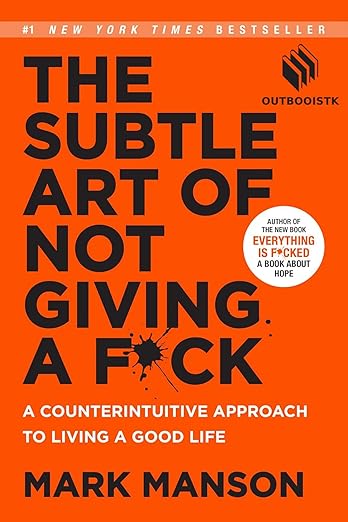 #1 NEW YORK TIMES BESTSELLER
OUTBOOISTK
THE
SUBTLE
ART OF
NOT
GIVING
A F*CK
AUTHOR OF
THE NEW BOOK
EVERYTHING
IS F*CKED
A BOOK ABOUT
HOPE
A COUNTERINTUITIVE APPROACH
TO LIVING A GOOD LIFE
MARK MANSON